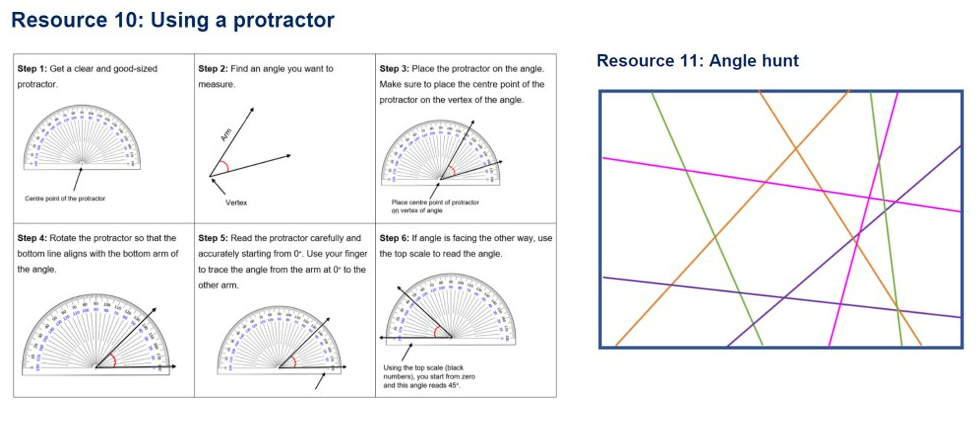 Resource 10: Using a protractor
Step 1: Get a clear and good-sized
protractor.
Centre point of the protractor
Step 2: Find an angle you want to
measure.
Arm
Vertex
Step 3: Place the protractor on the angle.
Make sure to place the centre point of the
protractor on the vertex of the angle.
Place centre point of protractor
on vertex of angle
Step 4: Rotate the protractor so that the
bottom line aligns with the bottom arm of
the angle.
Step 5: Read the protractor carefully and
accurately starting from 0°. Use your finger
to trace the angle from the arm at 0° to the
other arm.
Step 6: If angle is facing the other way, use
the top scale to read the angle.
Using the top scale (black
numbers), you start from zero
and this angle reads 45°.
Resource 11: Angle hunt